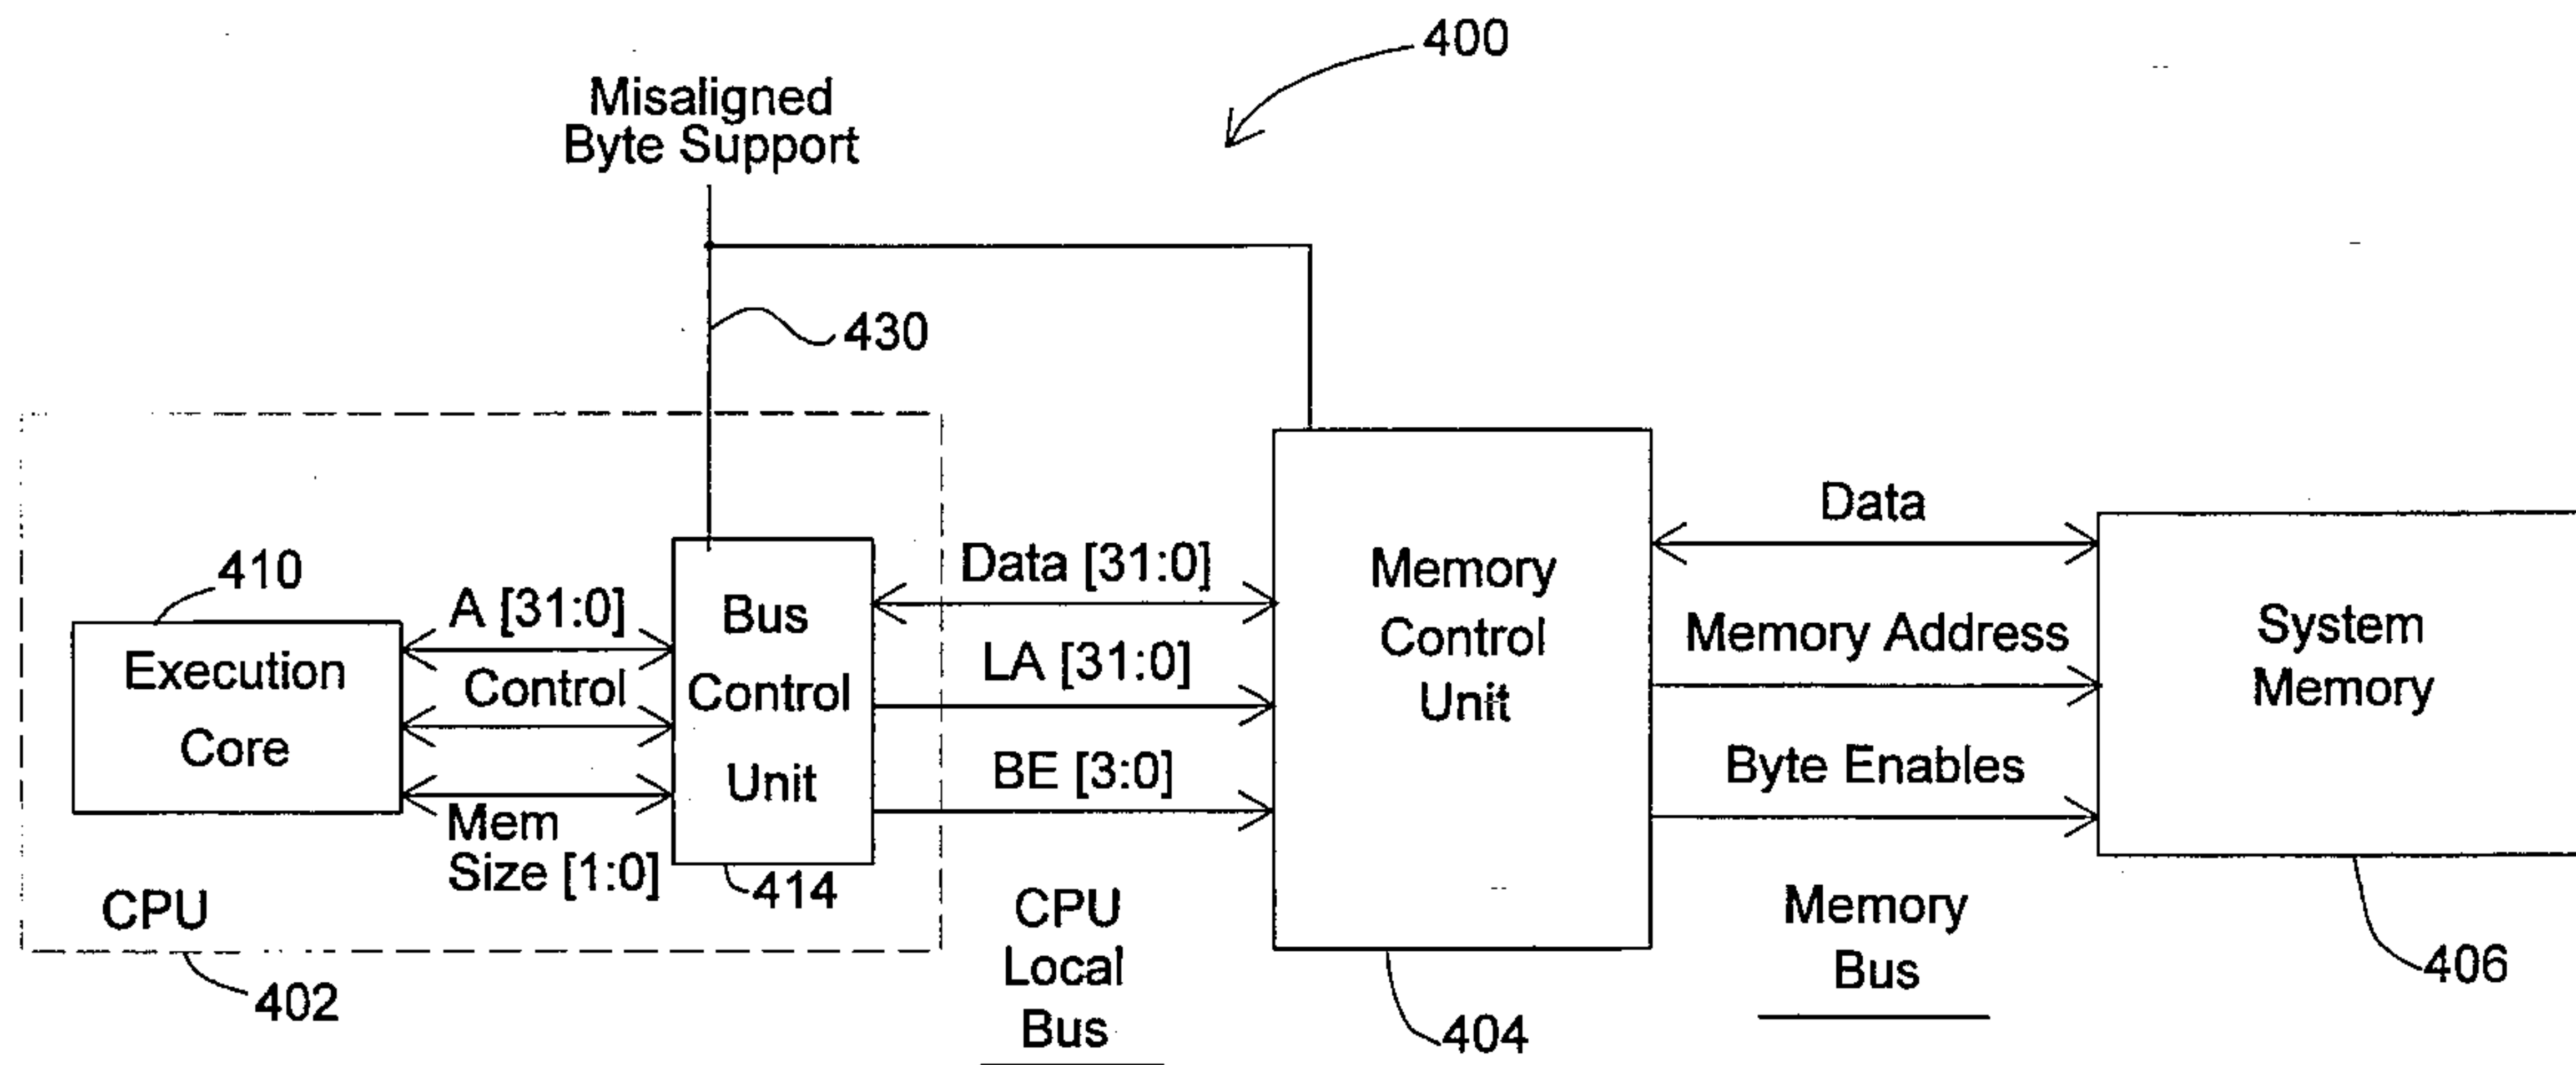 400
Misaligned
Byte Support
430
Data
410
Data [31:0]
A [31:0]
Bus
Memory
Control
Unit
System
Memory
Execution
Core
Control
Control
Unit
LA [31:0]
Memory Address
BE [3:0]
Byte Enables
Mem
Size [1:0]
414
CPU
402
CPU
Local
Bus
Memory
Bus
404
406